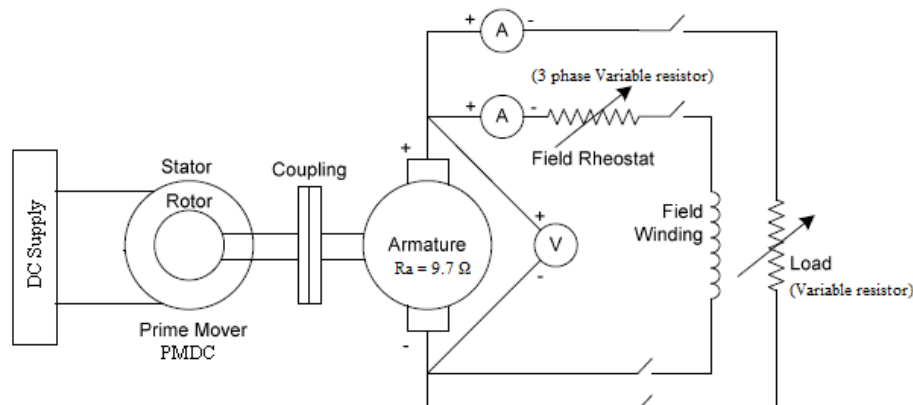 + A -
(3 phase Variable resistor)
+ A -
Field Rheostat
Stator
Coupling
+
Rotor
Field
Winding
DC Supply
Armature
Ra = 9.7 Ω
+
V
-
Load
(Variable resistor)
Prime Mover
PMDC
-